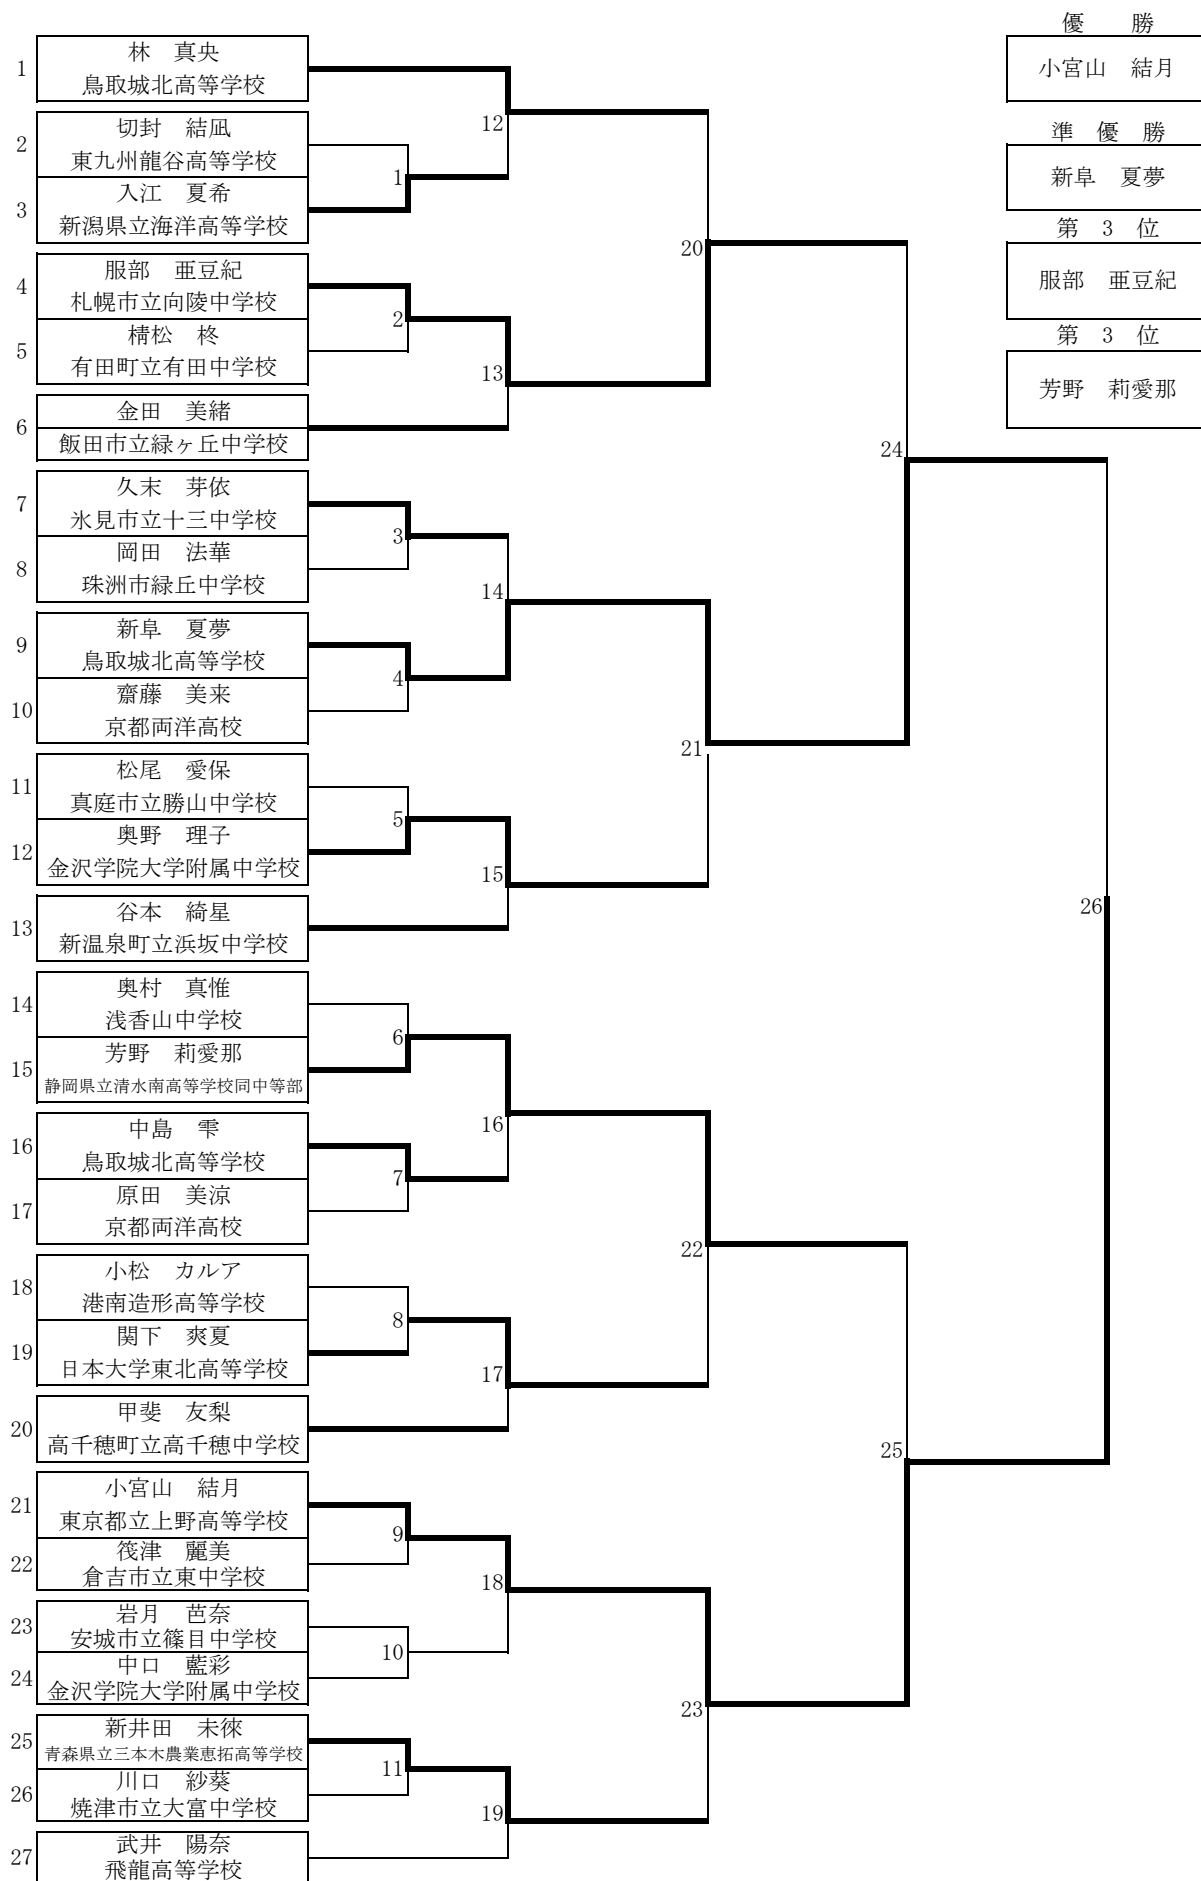 優　勝
小宮山　結月
準　優　勝
新阜　夏夢
第　3　位
服部　亜豆紀
第　3　位
芳野　莉愛那
1
林　真央
鳥取城北高等学校
2
切封　結凪
東九州龍谷高等学校
3
入江　夏希
新潟県立海洋高等学校
4
服部　亜豆紀
札幌市立向陵中学校
5
棈松　柊
有田町立有田中学校
6
金田　美緒
飯田市立緑ヶ丘中学校
7
久末　芽依
氷見市立十三中学校
8
岡田　法華
珠洲市緑丘中学校
9
新阜　夏夢
鳥取城北高等学校
10
齋藤　美来
京都両洋高校
11
松尾　愛保
真庭市立勝山中学校
12
奥野　理子
金沢学院大学附属中学校
13
谷本　綺星
新温泉町立浜坂中学校
14
奥村　真惟
浅香山中学校
15
芳野　莉愛那
静岡県立清水南高等学校同中等部
16
中島　雫
鳥取城北高等学校
17
原田　美涼
京都両洋高校
18
小松　カルア
港南造形高等学校
19
関下　爽夏
日本大学東北高等学校
20
甲斐　友梨
高千穂町立高千穂中学校
21
小宮山　結月
東京都立上野高等学校
22
筏津　麗美
倉吉市立東中学校
23
岩月　芭奈
安城市立篠目中学校
24
中口　藍彩
金沢学院大学附属中学校
25
新井田　未徠
青森県立三本木農業恵拓高等学校
26
川口　紗葵
焼津市立大富中学校
27
武井　陽奈
飛龍高等学校
1
2
3
4
5
6
7
8
9
10
11
12
13
14
15
16
17
18
19
20
21
22
23
24
25
26